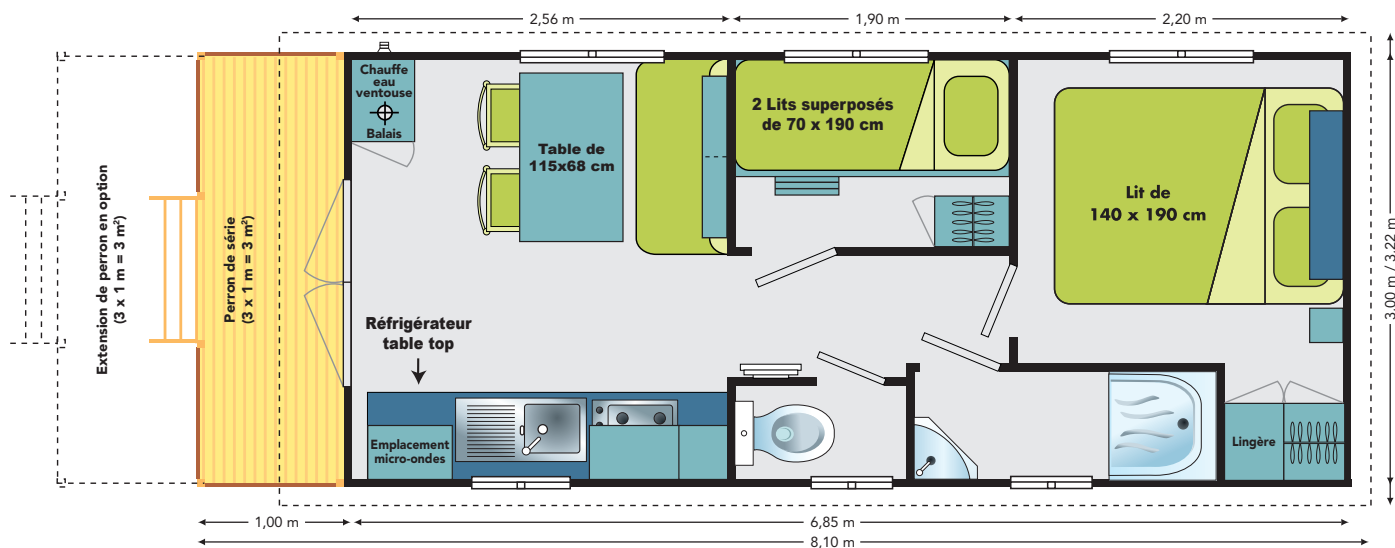 2,56 m
1,90 m
2,20 m
Chauffe
eau
ventouse
Balais
Table de
115x68 cm
2 Lits superposés
de 70 x 190 cm
Lit de
140 x 190 cm
3.00 m / 3.22 m
Extension de perron en option
(3 x 1 m = 3 m²)
Perron de série
(3 x 1 m = 3 m²)
Réfrigérateur
table top
Emplacement
micro-ondes
Lingère
1,00 m
6,85 m
8,10 m